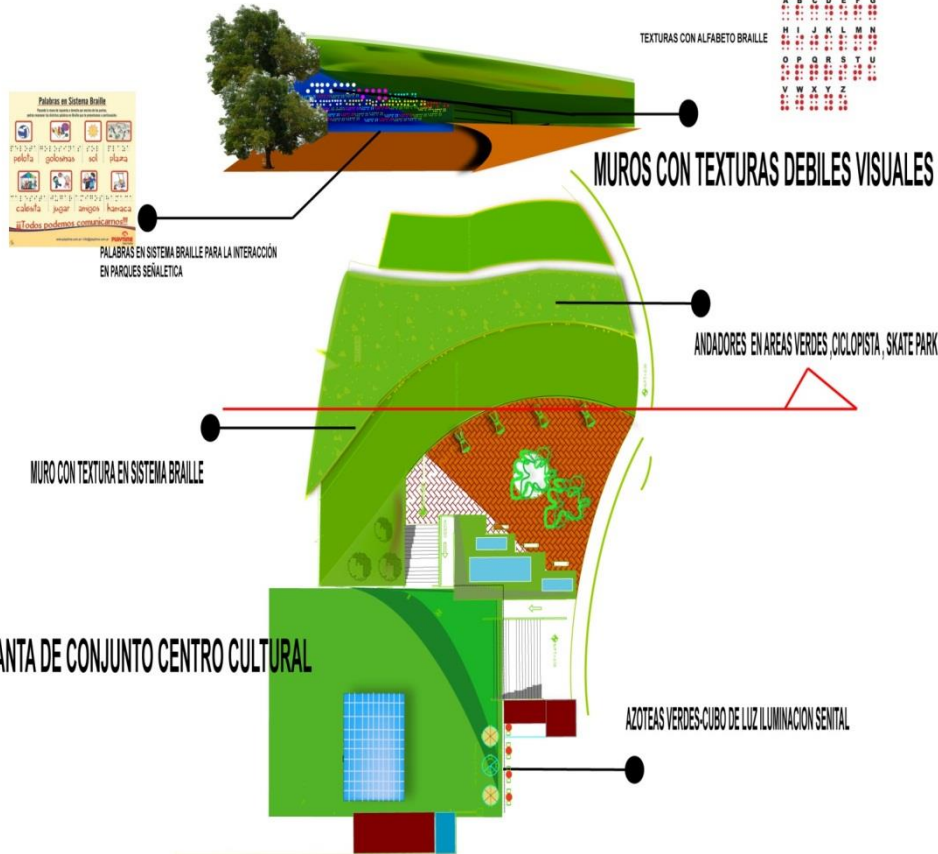 A B C D E F G
TEXTURAS CON ALFABETO BRAILLE
H I J K L M N
O P Q R S T U
V W X Y Z
Palabras en Sistema Braille
pelota golosinas sol plaza
calesita jugar amigos hamaca
¡¡¡Todos podemos comunicarnos!!!
MUROS CON TEXTURAS DEBILES VISUALES
PALABRAS EN SISTEMA BRAILLE PARA LA INTERACCIÓN
EN PARQUES SEÑALETICA
ANDADORES EN AREAS VERDES ,CICLOPISTA , SKATE PARK
MURO CON TEXTURA EN SISTEMA BRAILLE
ANTA DE CONJUNTO CENTRO CULTURAL
AZOTEAS VERDES-CUBO DE LUZ ILUMINACION SENITAL